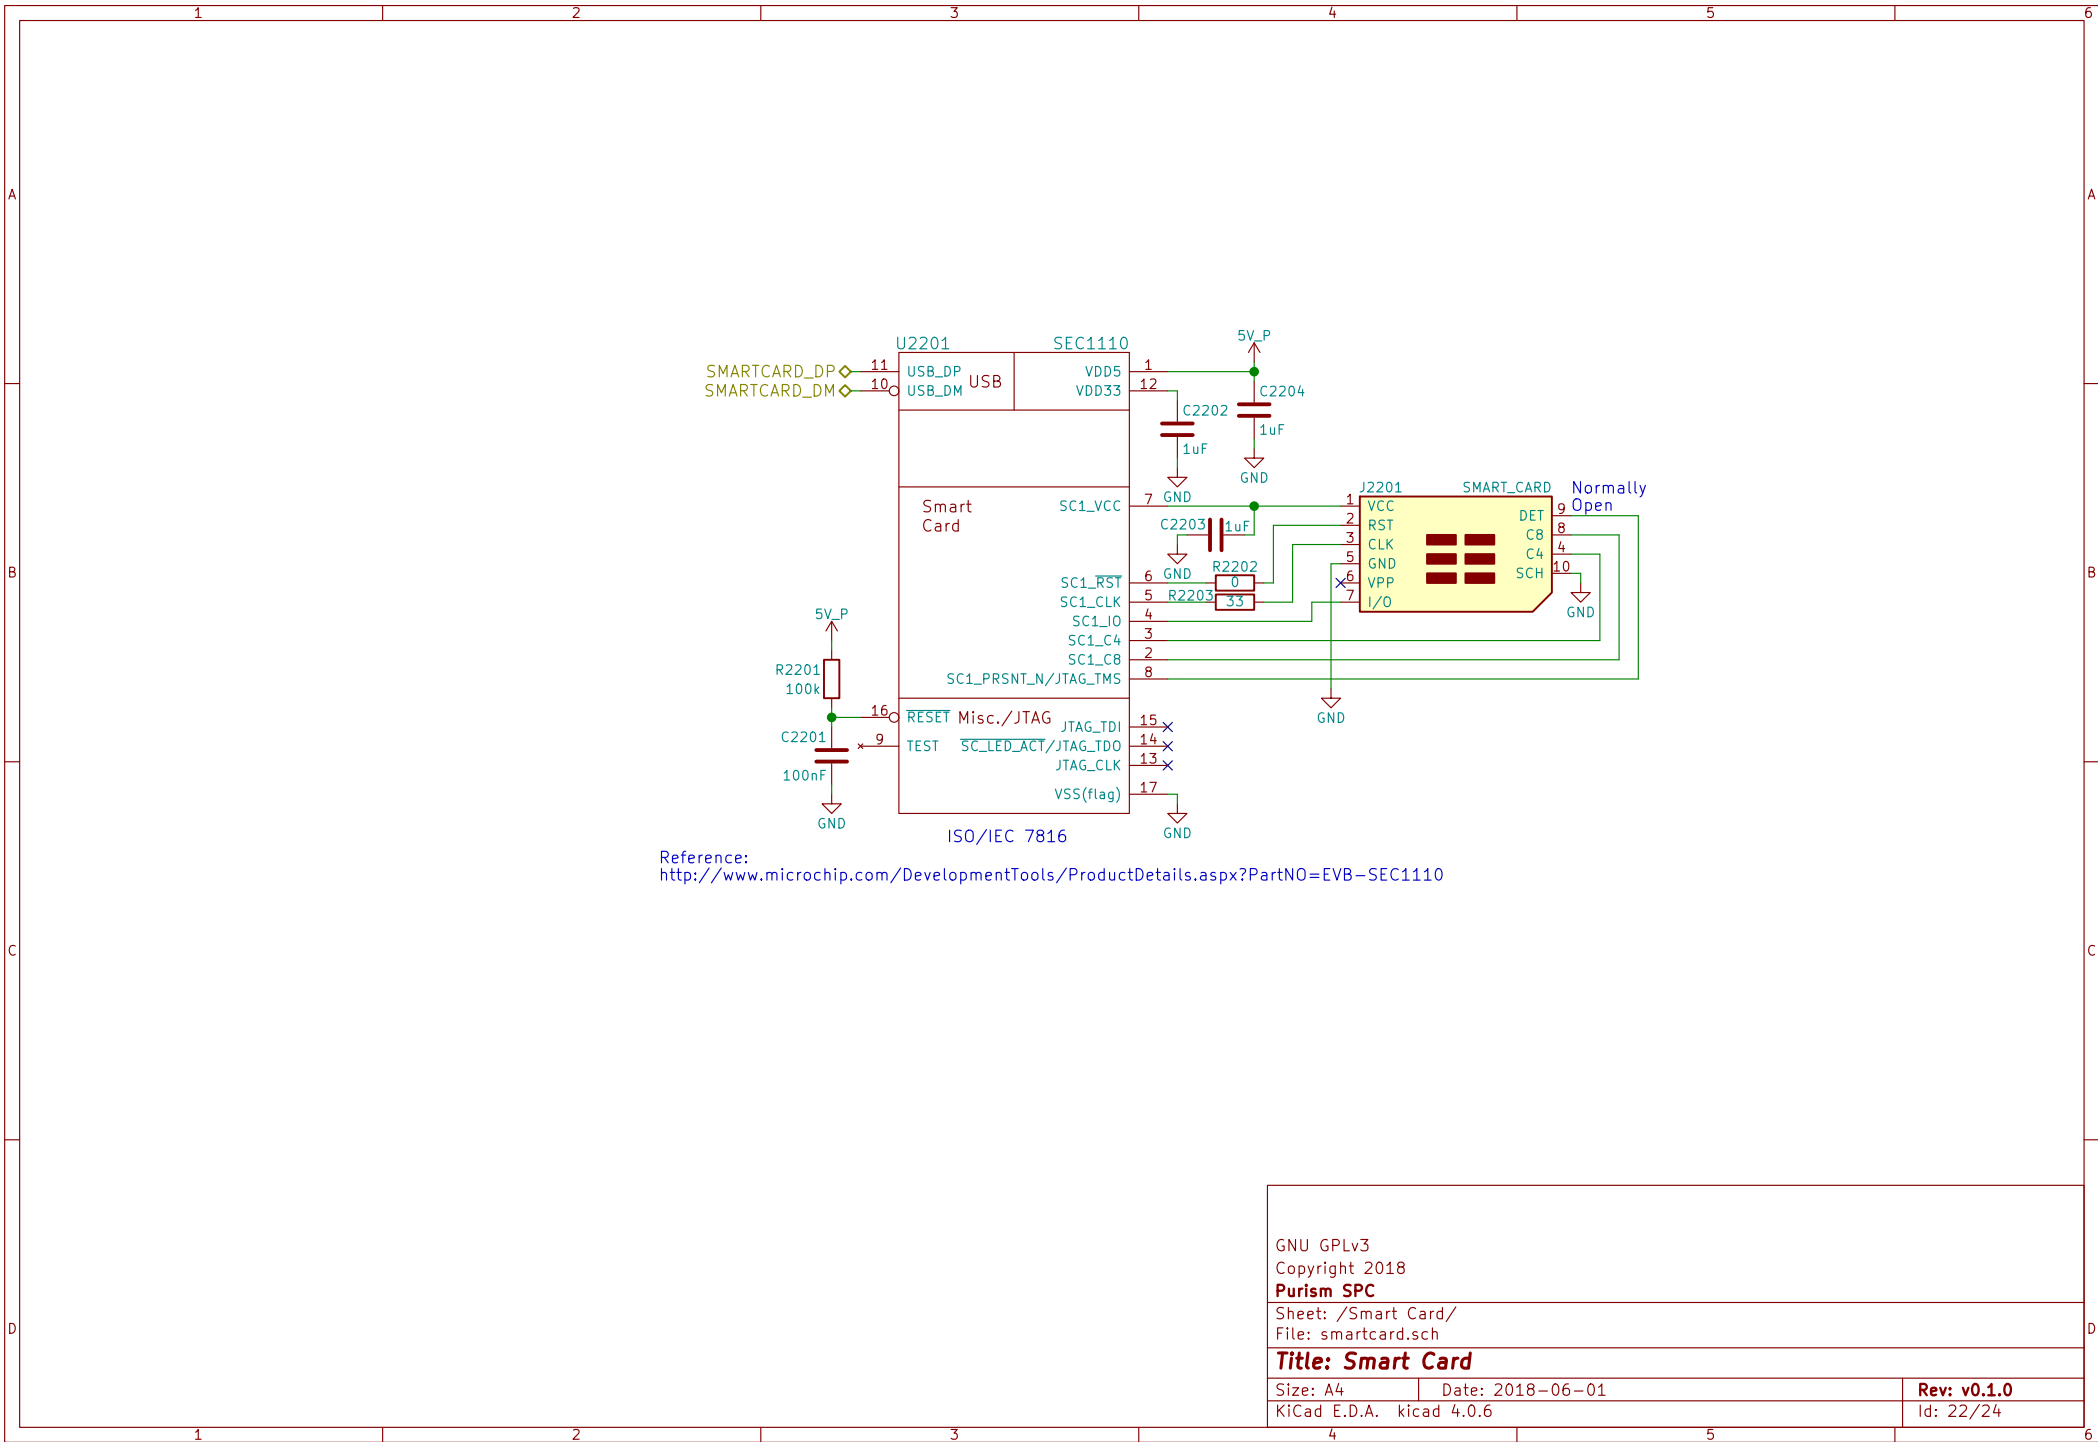 1 2 3 4 5 6
A A
B B
C C
D D
U2201 SEC1110
SMARTCARD_DP
SMARTCARD_DM
11 USB_DP
10 USB_DM
USB
VDD5 1
VDD33 12
5V_P
C2204
1uF
GND
C2202
1uF
GND
Smart
Card
SC1_VCC 7
C2203 1uF
GND
SC1_RST 6
SC1_CLK 5
SC1_IO 4
SC1_C4 3
SC1_C8 2
SC1_PRSNT_N/JTAG_TMS 8
R2202
0
R2203
33
J2201 SMART_CARD
Normally
Open
1 VCC
2 RST
3 CLK
5 GND
6 VPP
7 I/O
DET 9
C8 8
C4 4
SCH 10
GND
GND
5V_P
R2201
100k
C2201
100nF
GND
16 RESET
9 TEST
Misc./JTAG
JTAG_TDI 15
SC_LED_ACT/JTAG_TDO 14
JTAG_CLK 13
VSS(flag) 17
GND
ISO/IEC 7816
Reference:
http://www.microchip.com/DevelopmentTools/ProductDetails.aspx?PartNO=EVB-SEC1110
GNU GPLv3
Copyright 2018
Purism SPC
Sheet: /Smart Card/
File: smartcard.sch
Title: Smart Card
Size: A4 Date: 2018-06-01 Rev: v0.1.0
KiCad E.D.A. kicad 4.0.6 Id: 22/24
1 2 3 4 5 6